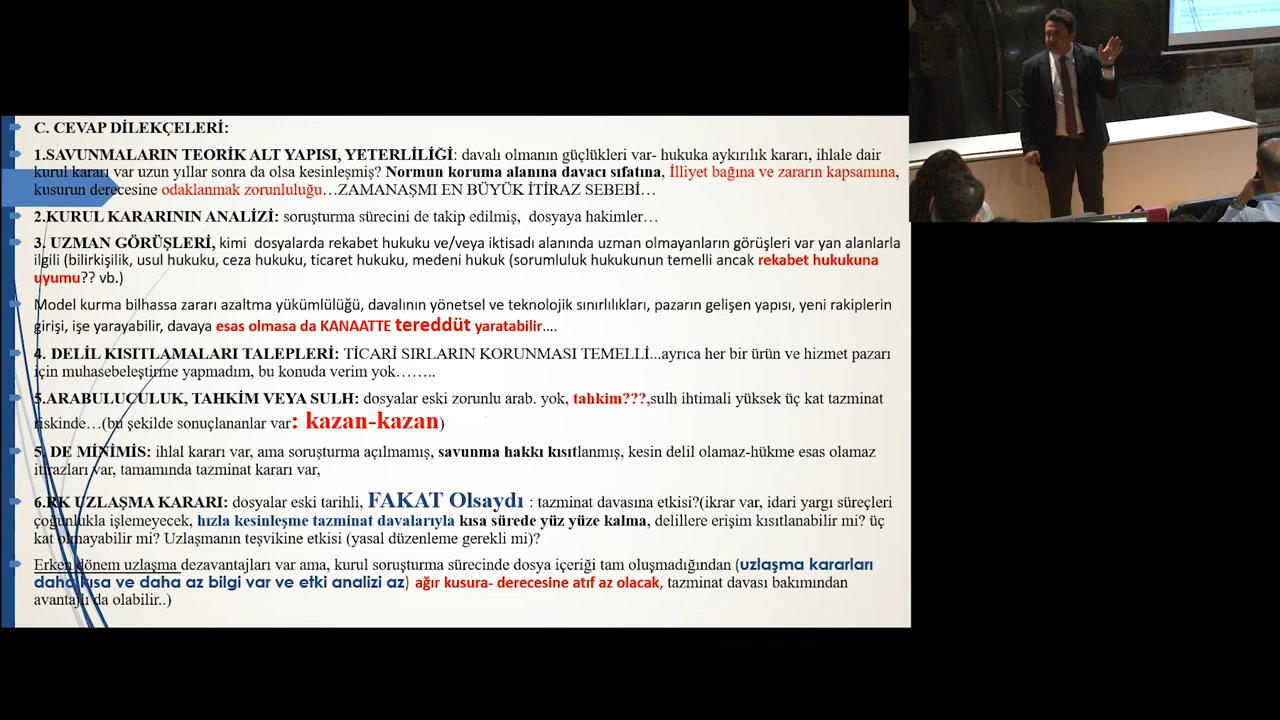 C. CEVAP DİLEKÇELERİ:
1.SAVUNMALARIN TEORİK ALT YAPISI, YETERLİLİĞİ: davalı olmanın güçlükleri var- hukuka aykırılık kararı, ihlale dair
kurul kararı var uzun yıllar sonra da olsa kesinleşmiş? Normun koruma alanına davacı sıfatına, İlliyet bağına ve zararın kapsamına,
kusurun derecesine odaklanmak zorunluluğu…ZAMANAŞMI EN BÜYÜK İTİRAZ SEBEBİ…
2.KURUL KARARININ ANALİZİ: soruşturma sürecini de takip edilmiş, dosyaya hakimler…
3. UZMAN GÖRÜŞLERİ, kimi dosyalarda rekabet hukuku ve/veya iktisadı alanında uzman olmayanların görüşleri var yan alanlarla
ilgili (bilirkişilik, usul hukuku, ceza hukuku, ticaret hukuku, medeni hukuk (sorumluluk hukukunun temelli ancak rekabet hukukuna
uyumu?? vb.)
Model kurma bilhassa zararı azaltma yükümlülüğü, davalının yönetsel ve teknolojik sınırlılıkları, pazarın gelişen yapısı, yeni rakiplerin
girişi, işe yarayabilir, davaya esas olmasa da KANAATTE tereddüt yaratabilir….
4. DELİL KISITLAMALARI TALEPLERİ: TİCARİ SIRLARIN KORUNMASI TEMELLİ...ayrıca her bir ürün ve hizmet pazarı
için muhasebeleştirme yapmadım, bu konuda verim yok……..
5.ARABULUCULUK, TAHKİM VEYA SULH: dosyalar eski zorunlu arab. yok, tahkim???,sulh ihtimali yüksek üç kat tazminat
riskinde…(bu şekilde sonuçlananlar var: kazan-kazan)
5. DE MİNİMİS: ihlal kararı var, ama soruşturma açılmamış, savunma hakkı kısıtlanmış, kesin delil olamaz-hükme esas olamaz
itirazları var, tamamında tazminat kararı var,
6.RK UZLAŞMA KARARI: dosyalar eski tarihli, FAKAT Olsaydı : tazminat davasına etkisi?(ikrar var, idari yargı süreçleri
çoğunlukla işlemeyecek, hızla kesinleşme tazminat davalarıyla kısa sürede yüz yüze kalma, delillere erişim kısıtlanabilir mi? üç
kat olmayabilir mi? Uzlaşmanın teşvikine etkisi (yasal düzenleme gerekli mi)?
Erken dönem uzlaşma dezavantajları var ama, kurul soruşturma sürecinde dosya içeriği tam oluşmadığından (uzlaşma kararları
daha kısa ve daha az bilgi var ve etki analizi az) ağır kusura- derecesine atıf az olacak, tazminat davası bakımından
avantajlı da olabilir..)